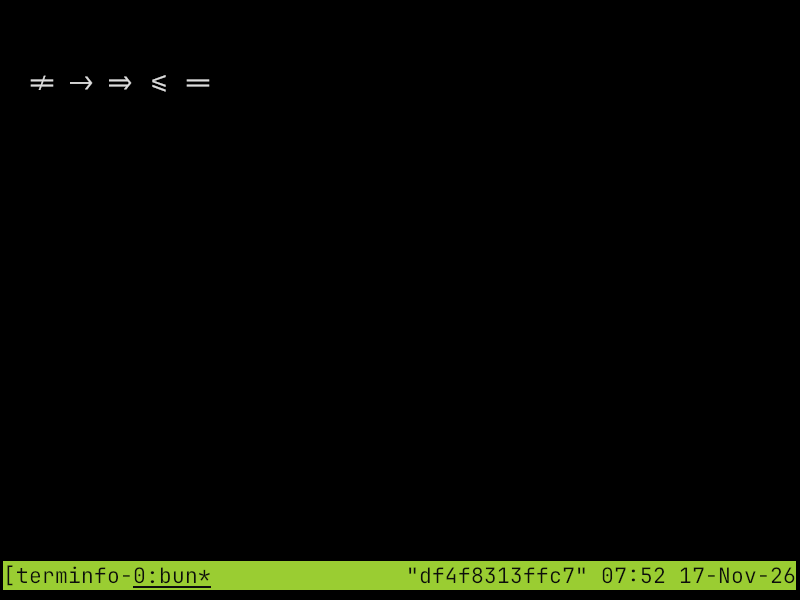 != -> => <= ==
[terminfo-0:bun* "df4f8313ffc7" 07:52 17-Nov-26